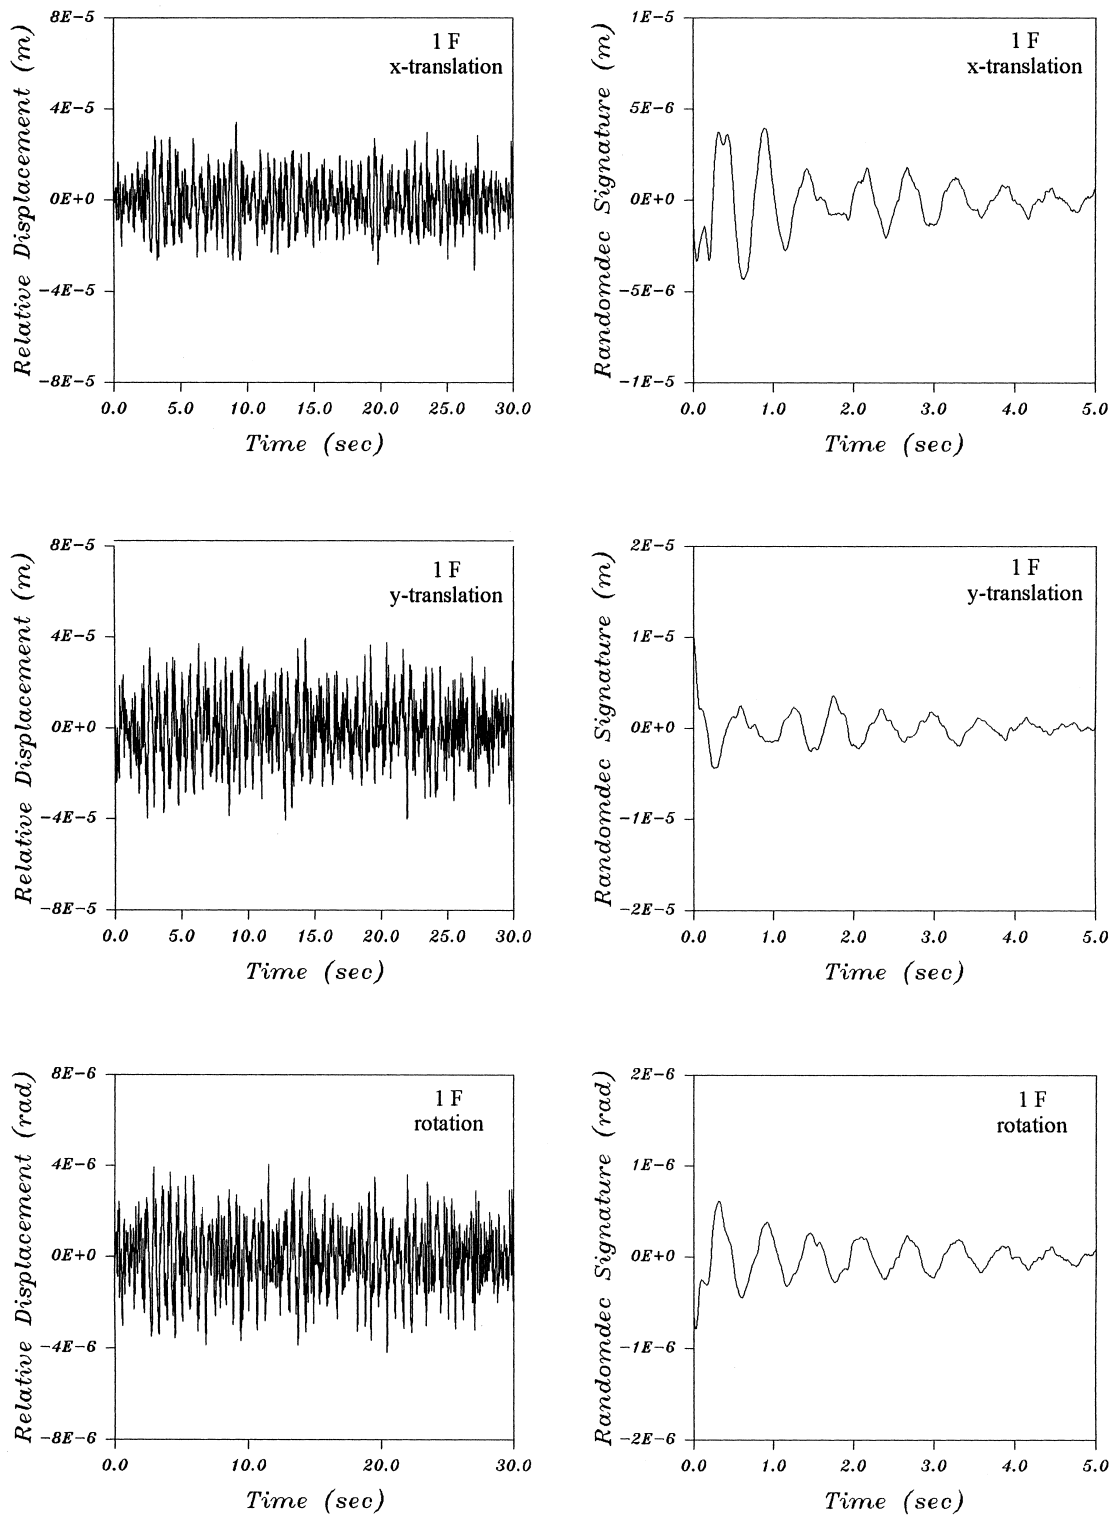 8E-5
4E-5
0E+0
-4E-5
-8E-5
Relative Displacement (m)
1 F
x-translation
0.0 5.0 10.0 15.0 20.0 25.0 30.0
Time (sec)
1E-5
5E-6
0E+0
-5E-6
-1E-5
Randomdec Signature (m)
1 F
x-translation
0.0 1.0 2.0 3.0 4.0 5.0
Time (sec)
8E-5
4E-5
0E+0
-4E-5
-8E-5
Relative Displacement (m)
1 F
y-translation
0.0 5.0 10.0 15.0 20.0 25.0 30.0
Time (sec)
2E-5
1E-5
0E+0
-1E-5
-2E-5
Randomdec Signature (m)
1 F
y-translation
0.0 1.0 2.0 3.0 4.0 5.0
Time (sec)
8E-6
4E-6
0E+0
-4E-6
-8E-6
Relative Displacement (rad)
1 F
rotation
0.0 10.0 20.0 30.0
Time (sec)
2E-6
1E-6
0E+0
-1E-6
-2E-6
Randomdec Signature (rad)
1 F
rotation
0.0 1.0 2.0 3.0 4.0 5.0
Time (sec)